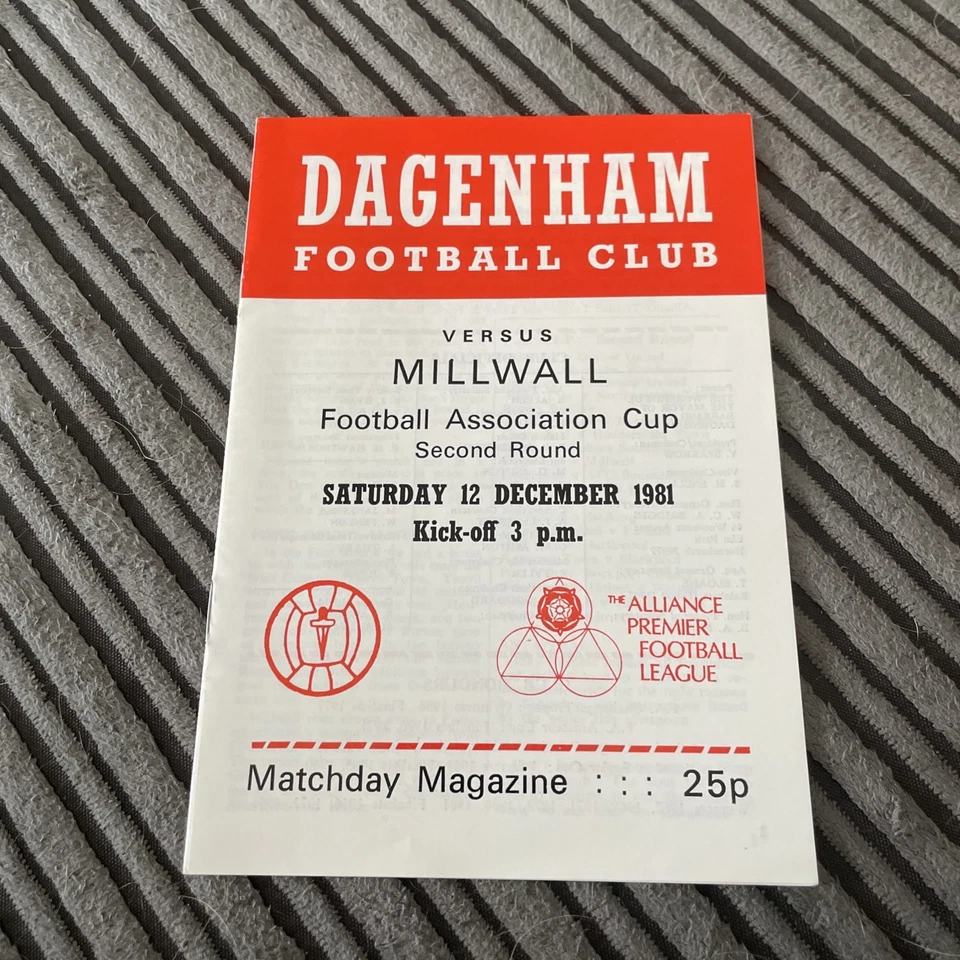 DAGENHAM
FOOTBALL CLUB
VERSUS
MILLWALL
Football Association Cup
Second Round
SATURDAY 12 DECEMBER 1981
Kick-off 3 p.m.
THE ALLIANCE
PREMIER
FOOTBALL
LEAGUE
Matchday Magazine : : : 25p